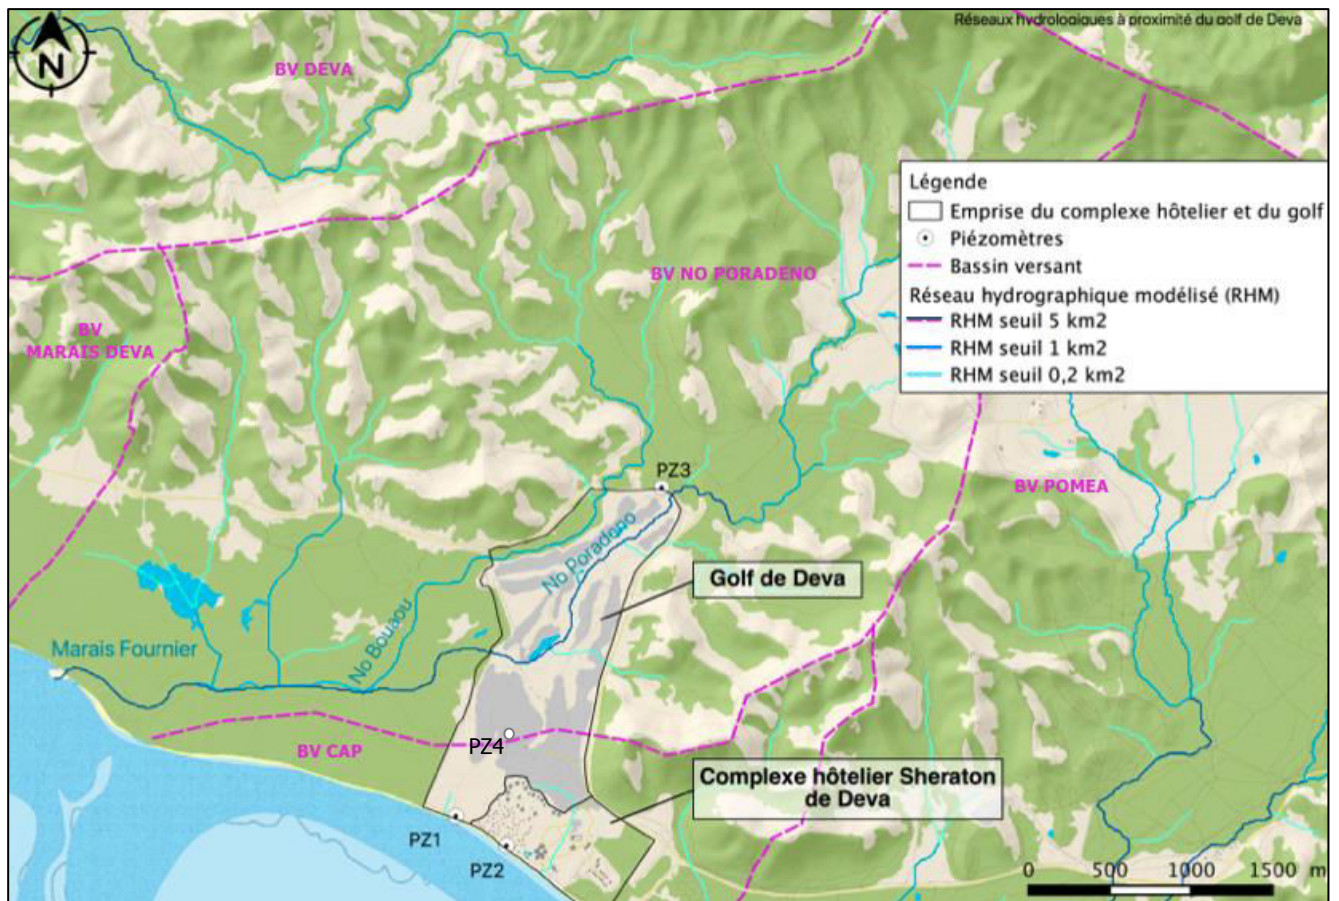 Réseaux hydrologiques à proximité du golf de Deva
N
BV DEVA
Légende
Emprise du complexe hôtelier et du golf
Piézomètres
Bassin versant
Réseau hydrographique modélisé (RHM)
RHM seuil 5 km2
RHM seuil 1 km2
RHM seuil 0,2 km2
BV NO PORADENO
BV
MARAIS DEVA
PZ3
BV POMEA
No Poradeno
Golf de Deva
No Bouaou
Marais Fournier
PZ4
BV CAP
Complexe hôtelier Sheraton
de Deva
PZ1
PZ2
0 500 1000 1500 m